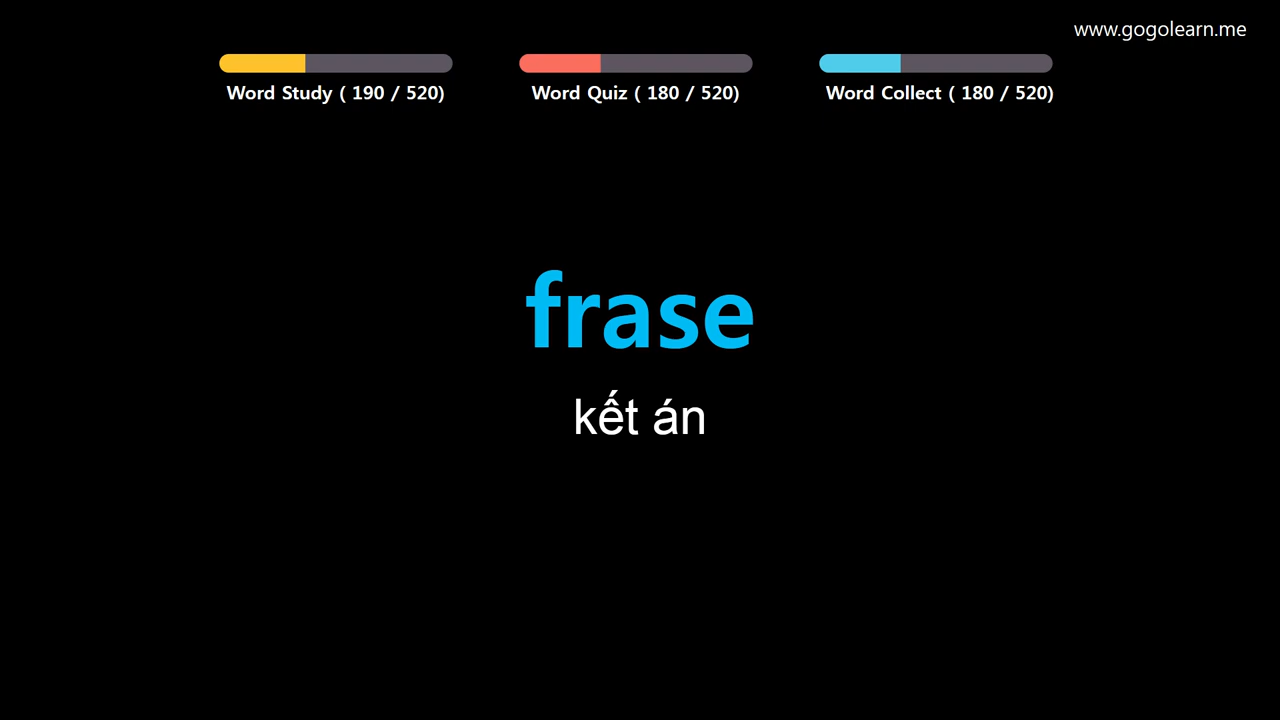 www.gogolearn.me
Word Study ( 190 / 520)
Word Quiz ( 180 / 520)
Word Collect ( 180 / 520)
frase
kết án